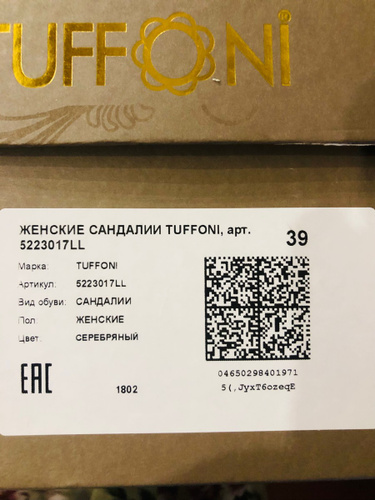 TUFFONi®
ЖЕНСКИЕ САНДАЛИИ TUFFONI, арт.
5223017LL
39
Марка: TUFFONI
Артикул: 5223017LL
Вид обуви: САНДАЛИИ
Пол: ЖЕНСКИЕ
Цвет: СЕРЕБРЯНЫЙ
EAC
1802
04650298401971
5(,JyxT6ozeqE